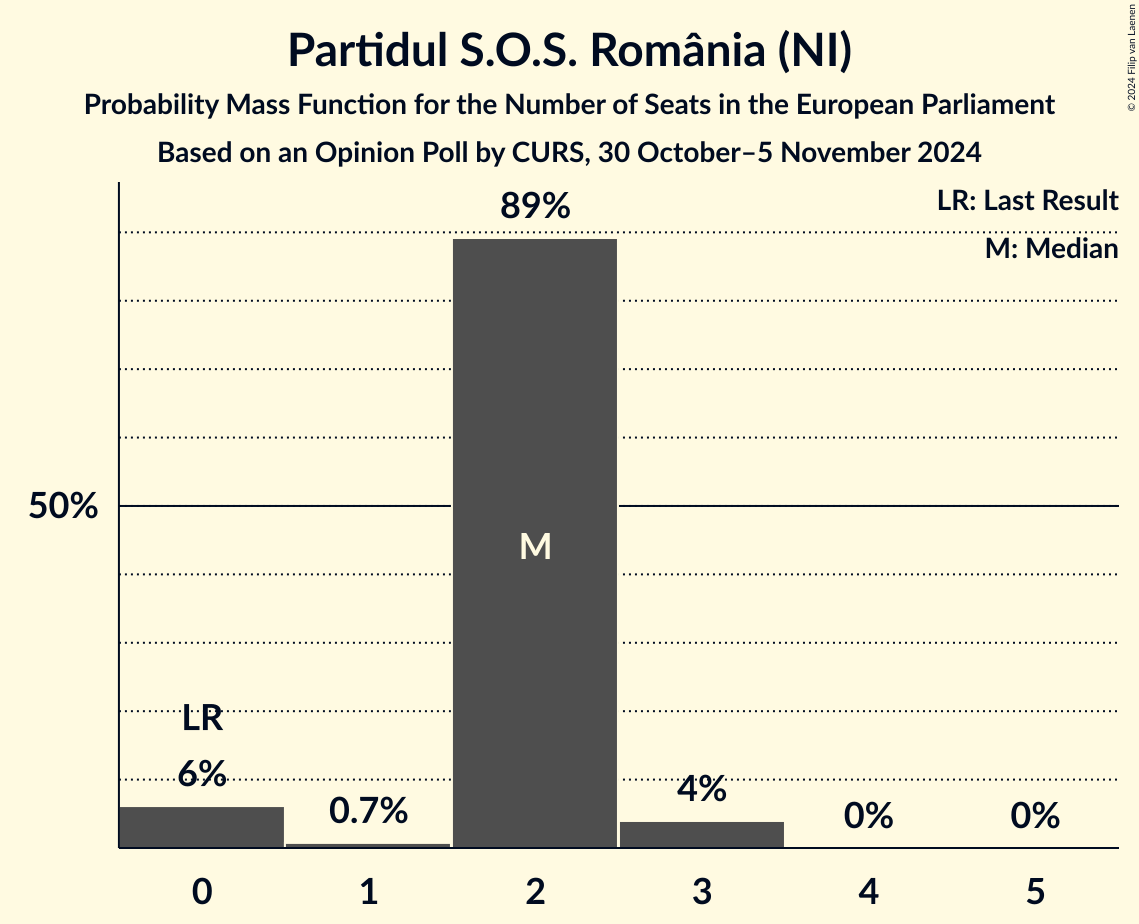 Partidul S.O.S. România (NI)
Probability Mass Function for the Number of Seats in the European Parliament
Based on an Opinion Poll by CURS, 30 October–5 November 2024
© 2024 Filip van Laenen
LR: Last Result
M: Median
89%
50%
M
LR
6%
0.7%
4%
0%
0%
0
1
2
3
4
5